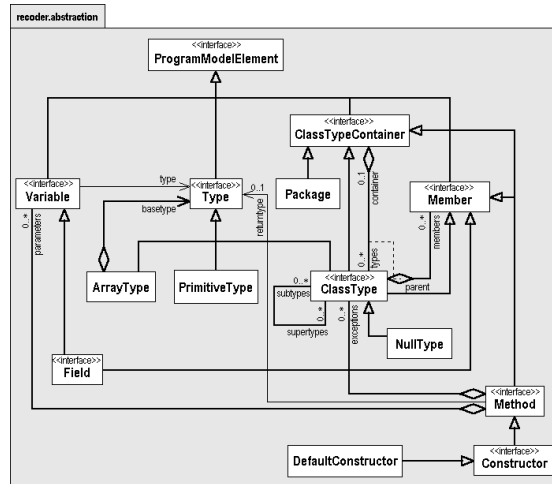 recoder.abstraction
<<interface>>
ProgramModelElement
<<interface>>
ClassTypeContainer
<<interface>>
Variable
type
<<interface>>
Type
0..1
Package
0..1
container
<<interface>>
Member
0..*
parameters
basetype
returntype
0..*
members
ArrayType
PrimitiveType
0..*
types
<<interface>>
ClassType
parent
subtypes
0..*
0..*
0..*
supertypes
exceptions
NullType
<<interface>>
Field
<<interface>>
Method
DefaultConstructor
<<interface>>
Constructor